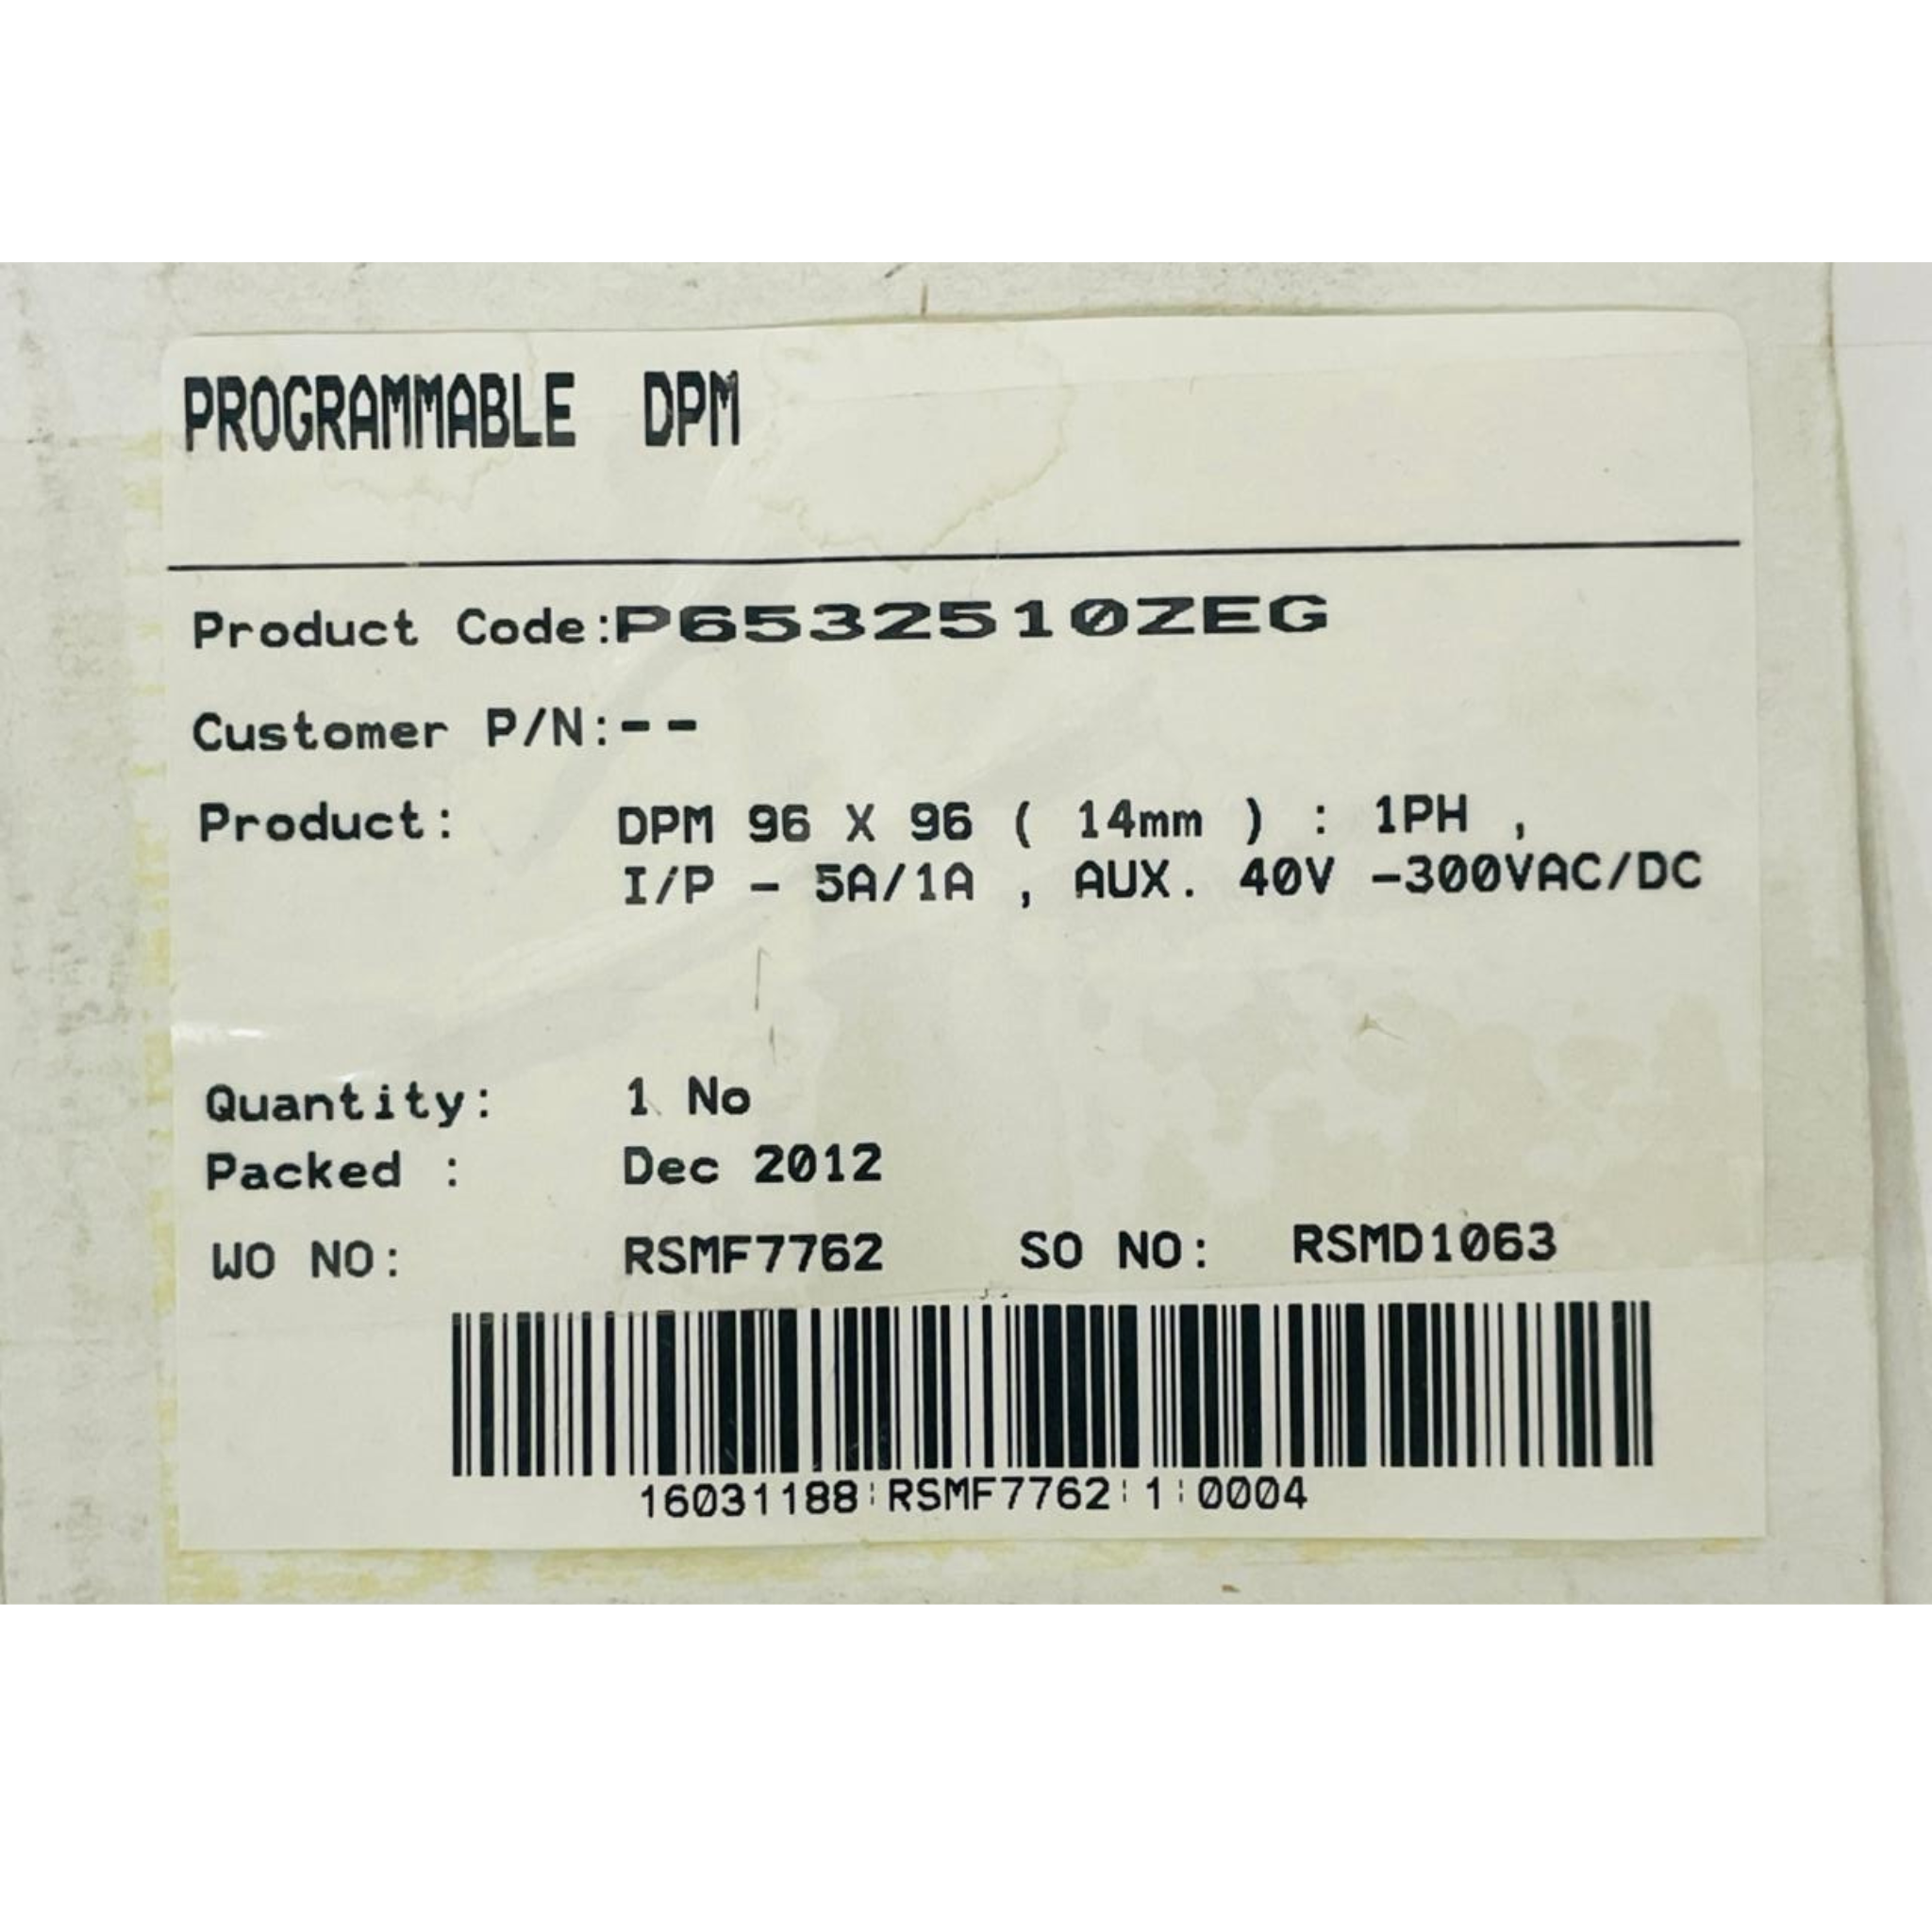 PROGRAMMABLE DPM
Product Code:P6532510ZEG
Customer P/N:--
Product: DPM 96 X 96 ( 14mm ) : 1PH ,
I/P - 5A/1A , AUX. 40V -300VAC/DC
Quantity: 1 No
Packed : Dec 2012
WO NO: RSMF7762 SO NO: RSMD1063
16031188¦RSMF7762¦1¦0004